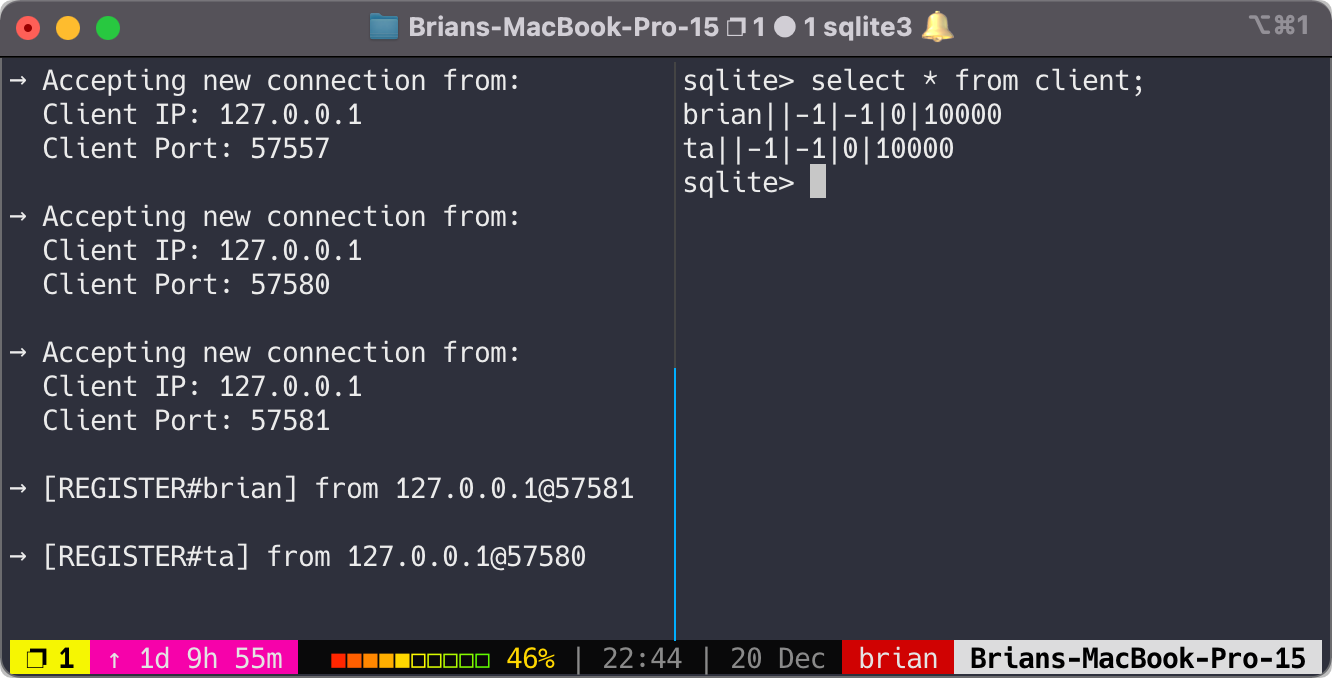 Brians-MacBook-Pro-15 ❐ 1 ● 1 sqlite3 🔔
⌥⌘1
→ Accepting new connection from:
Client IP: 127.0.0.1
Client Port: 57557
→ Accepting new connection from:
Client IP: 127.0.0.1
Client Port: 57580
→ Accepting new connection from:
Client IP: 127.0.0.1
Client Port: 57581
→ [REGISTER#brian] from 127.0.0.1@57581
→ [REGISTER#ta] from 127.0.0.1@57580
sqlite> select * from client;
brian||-1|-1|0|10000
ta||-1|-1|0|10000
sqlite>
❐ 1 ↑ 1d 9h 55m 46% | 22:44 | 20 Dec brian Brians-MacBook-Pro-15